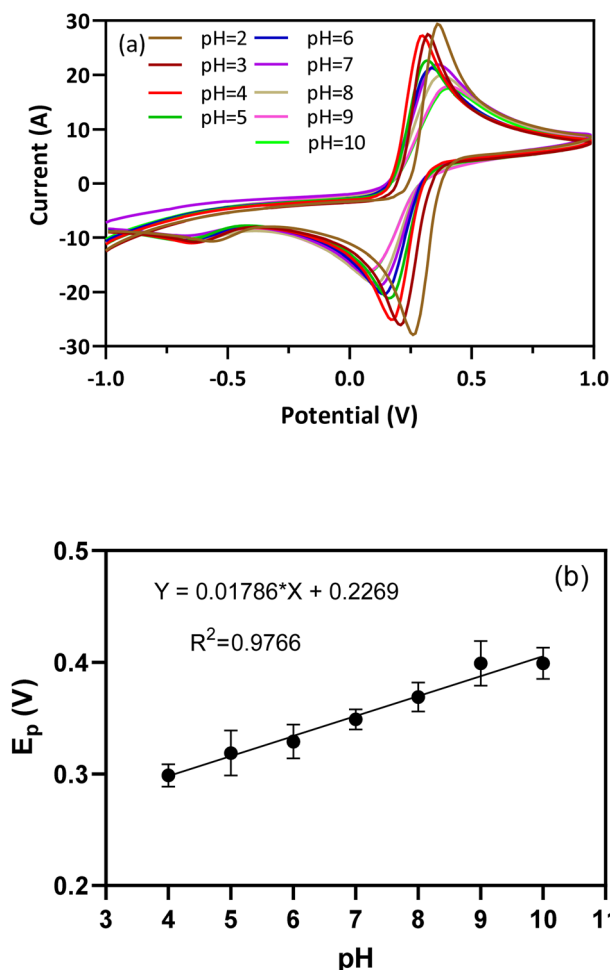 (a)
pH=2 pH=6
pH=3 pH=7
pH=4 pH=8
pH=5 pH=9
pH=10
30
20
10
0
-10
-20
-30
Current (A)
-1.0 -0.5 0.0 0.5 1.0
Potential (V)
(b)
Y = 0.01786*X + 0.2269
R²=0.9766
0.5
0.4
0.3
0.2
Ep (V)
3 4 5 6 7 8 9 10 11
pH